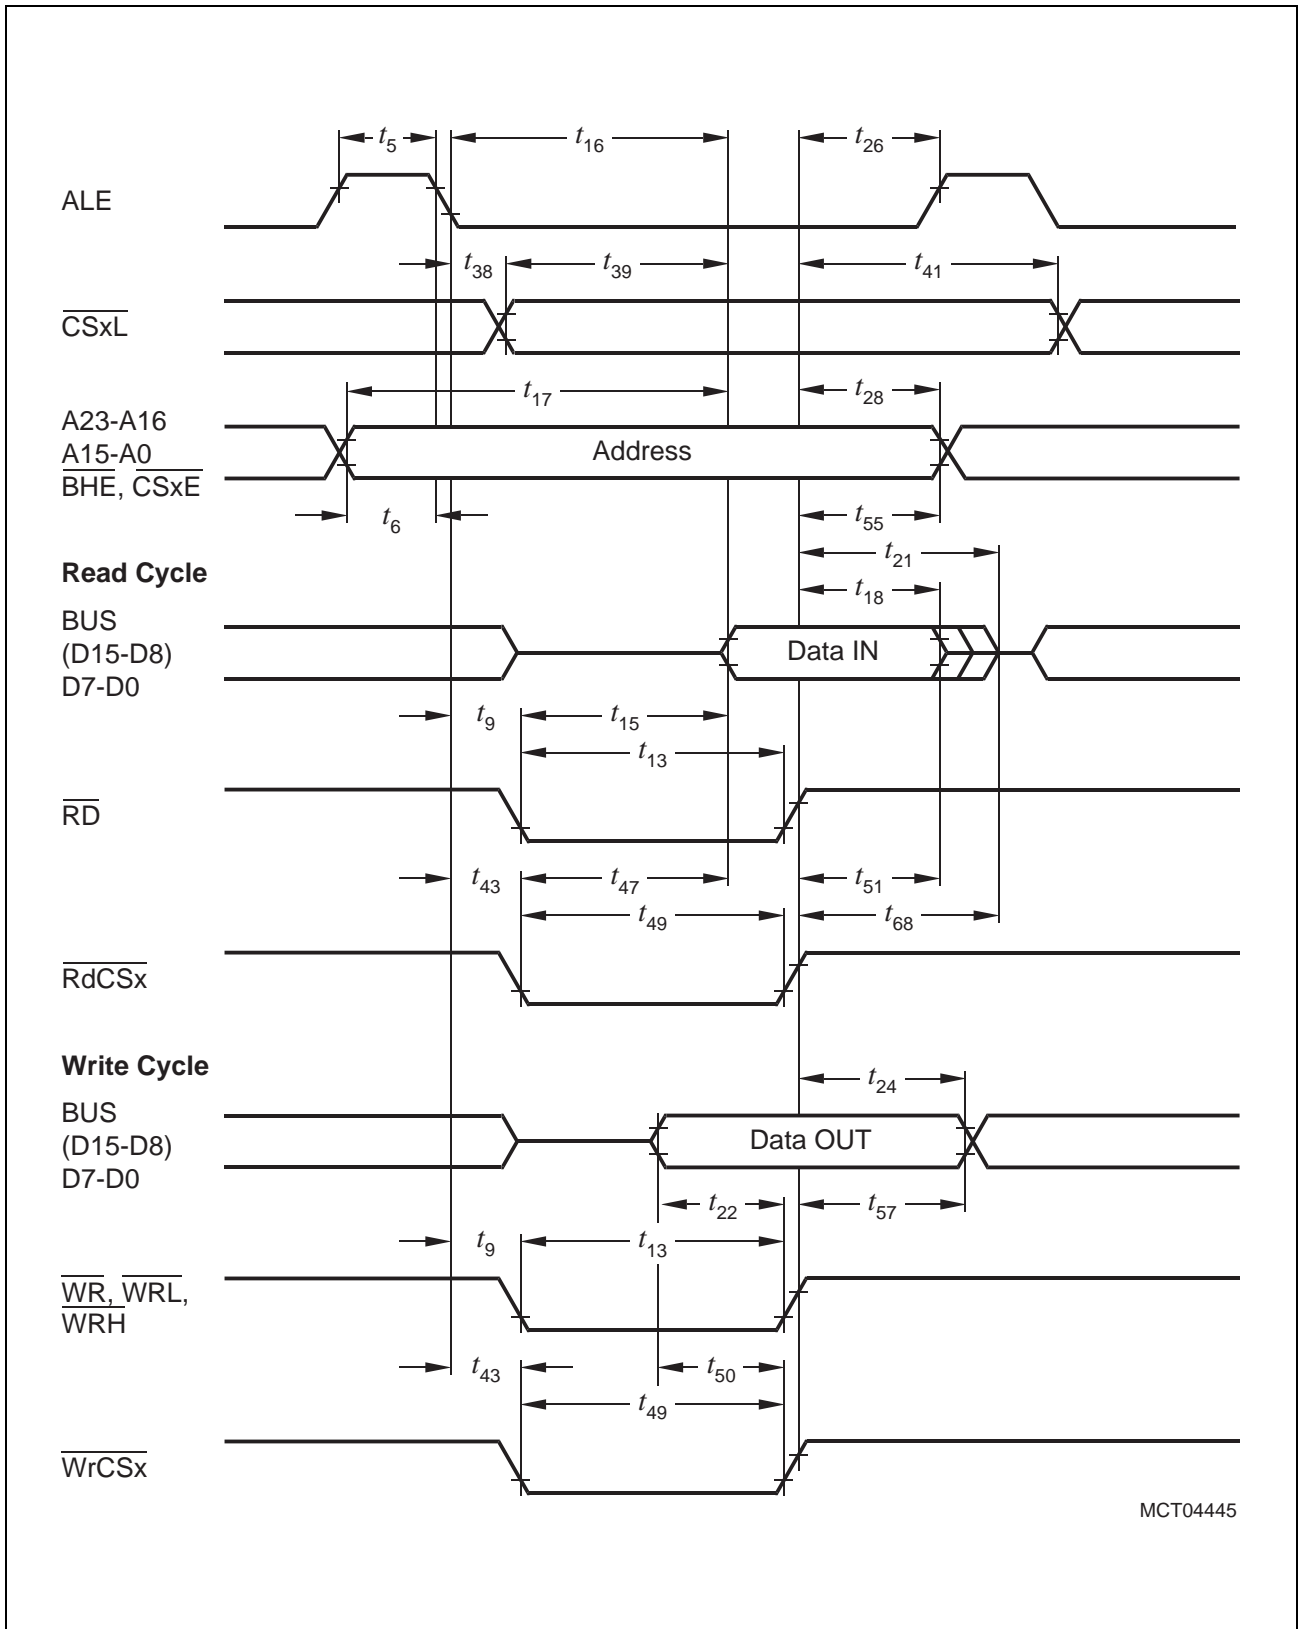 t5 t16 t26
ALE
t38 t39 t41
CSxL
t17 t28
A23-A16
A15-A0
BHE, CSxE
Address
t6 t55
t21
Read Cycle
t18
BUS
(D15-D8)
D7-D0
Data IN
t9 t15
t13
RD
t43 t47 t51
t49 t68
RdCSx
Write Cycle
t24
BUS
(D15-D8)
D7-D0
Data OUT
t22 t57
t9 t13
WR, WRL,
WRH
t43 t50
t49
WrCSx
MCT04445